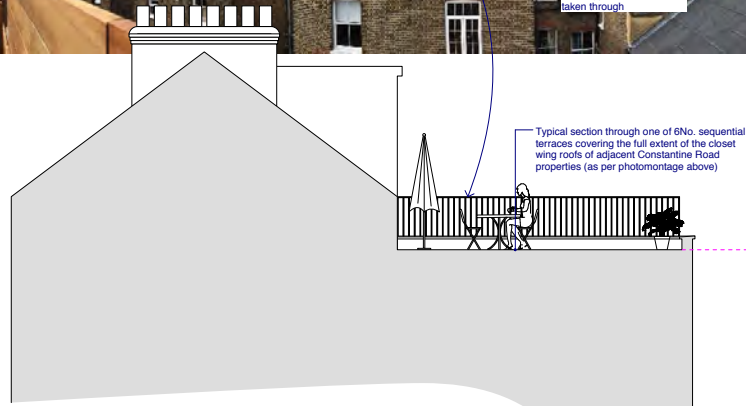 taken through
Typical section through one of 6No. sequential
terraces covering the full extent of the closet
wing roofs of adjacent Constantine Road
properties (as per photomontage above)